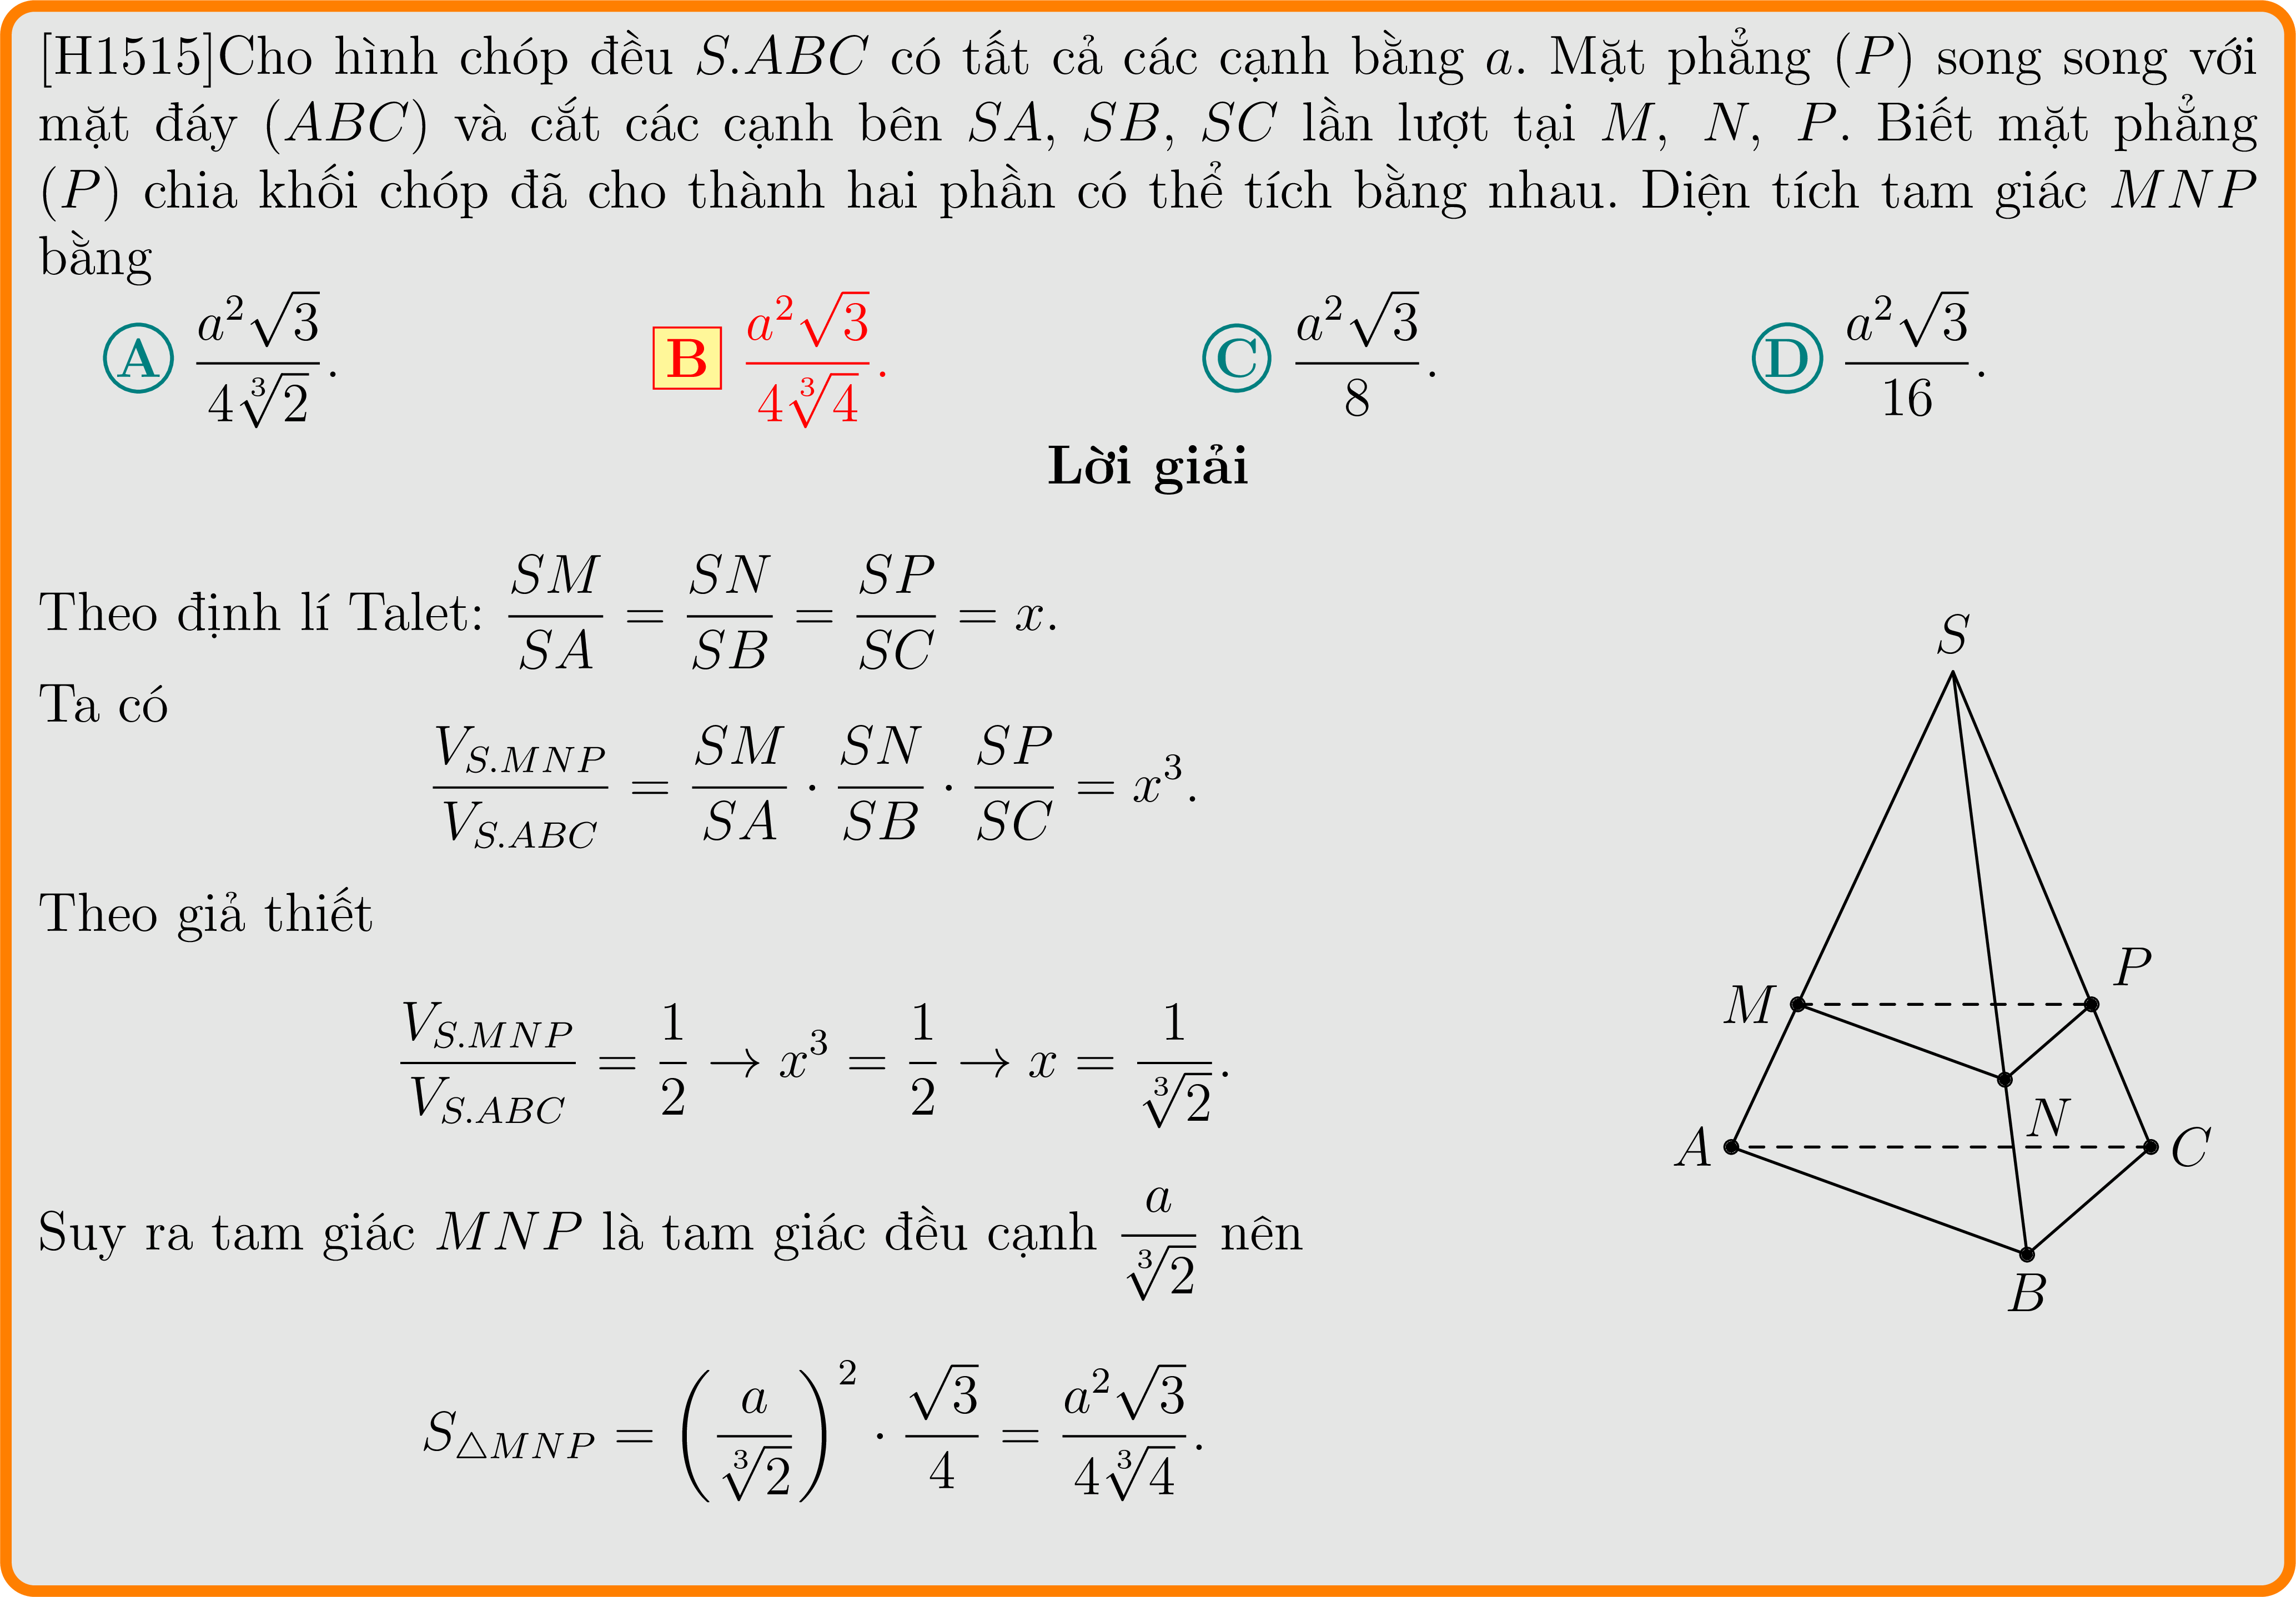 [H1515]Cho hình chóp đều S.ABC có tất cả các cạnh bằng a. Mặt phẳng (P) song song với
mặt đáy (ABC) và cắt các cạnh bên SA, SB, SC lần lượt tại M, N, P. Biết mặt phẳng
(P) chia khối chóp đã cho thành hai phần có thể tích bằng nhau. Diện tích tam giác MNP
bằng
A $\frac{a^2\sqrt{3}}{4\sqrt[3]{2}}$. B $\frac{a^2\sqrt{3}}{4\sqrt[3]{4}}$. C $\frac{a^2\sqrt{3}}{8}$. D $\frac{a^2\sqrt{3}}{16}$.
Lời giải
Theo định lí Talet: $\frac{SM}{SA} = \frac{SN}{SB} = \frac{SP}{SC} = x$.
Ta có
$\frac{V_{S.MNP}}{V_{S.ABC}} = \frac{SM}{SA} \cdot \frac{SN}{SB} \cdot \frac{SP}{SC} = x^3$.
Theo giả thiết
$\frac{V_{S.MNP}}{V_{S.ABC}} = \frac{1}{2} \to x^3 = \frac{1}{2} \to x = \frac{1}{\sqrt[3]{2}}$.
Suy ra tam giác MNP là tam giác đều cạnh $\frac{a}{\sqrt[3]{2}}$ nên
$S_{\triangle MNP} = \left(\frac{a}{\sqrt[3]{2}}\right)^2 \cdot \frac{\sqrt{3}}{4} = \frac{a^2\sqrt{3}}{4\sqrt[3]{4}}$.
S
P
M
N
A
C
B